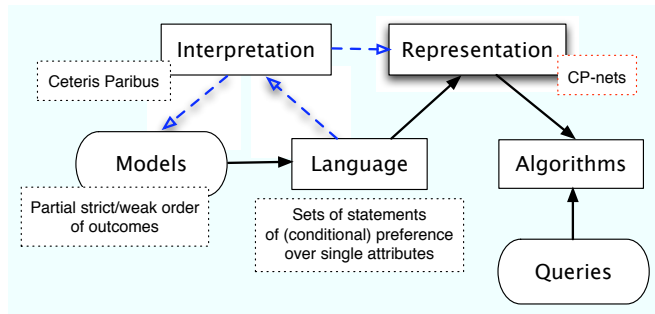 Interpretation
Representation
Ceteris Paribus
CP-nets
Models
Language
Algorithms
Partial strict/weak order
of outcomes
Sets of statements
of (conditional) preference
over single attributes
Queries